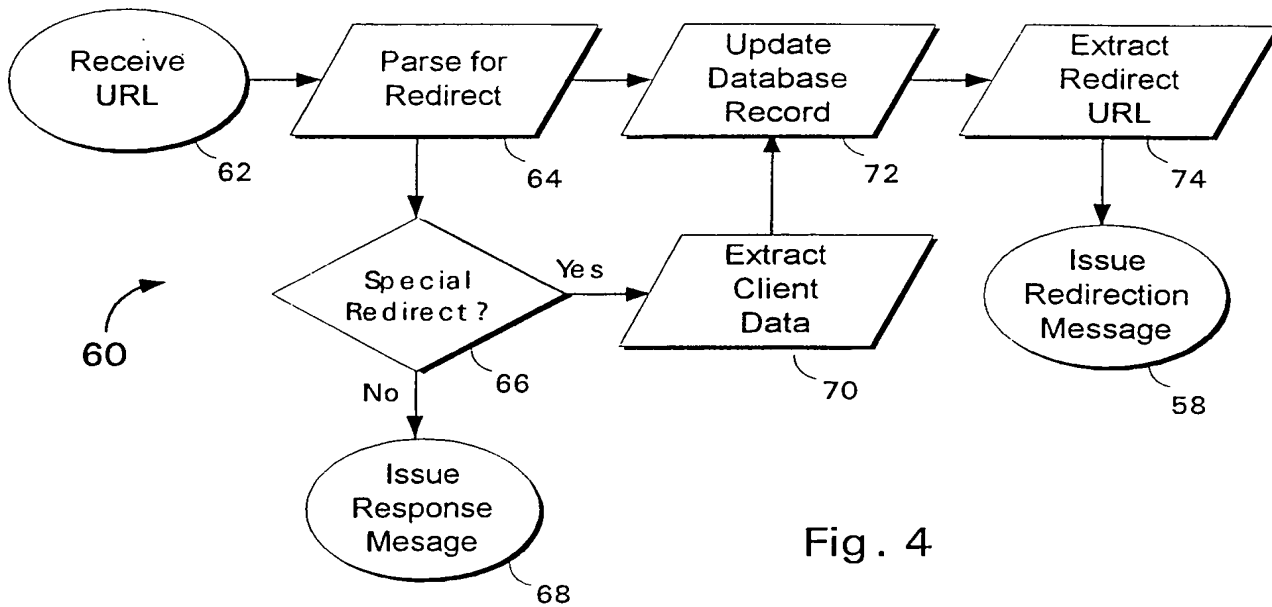 Receive
URL
62
Parse for
Redirect
64
Update
Database
Record
72
Extract
Redirect
URL
74
Special
Redirect?
66
Yes
No
Extract
Client
Data
70
Issue
Redirection
Message
58
60
Issue
Response
Mesage
68
Fig. 4